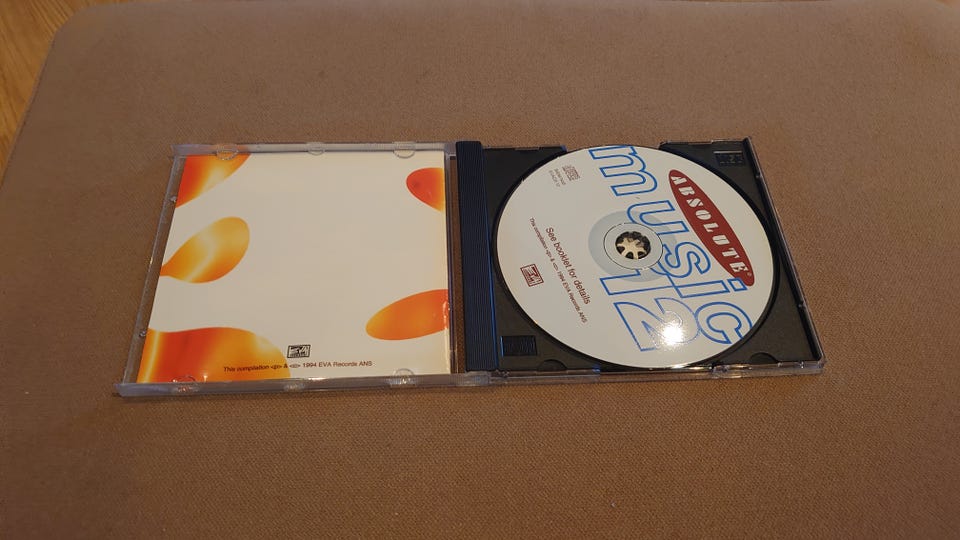 EVA
This compilation <p> & <c> 1994 EVA Records ANS
ABSOLUTE
music
12
See booklet for details
This compilation <p> & <c> 1994 EVA Records ANS